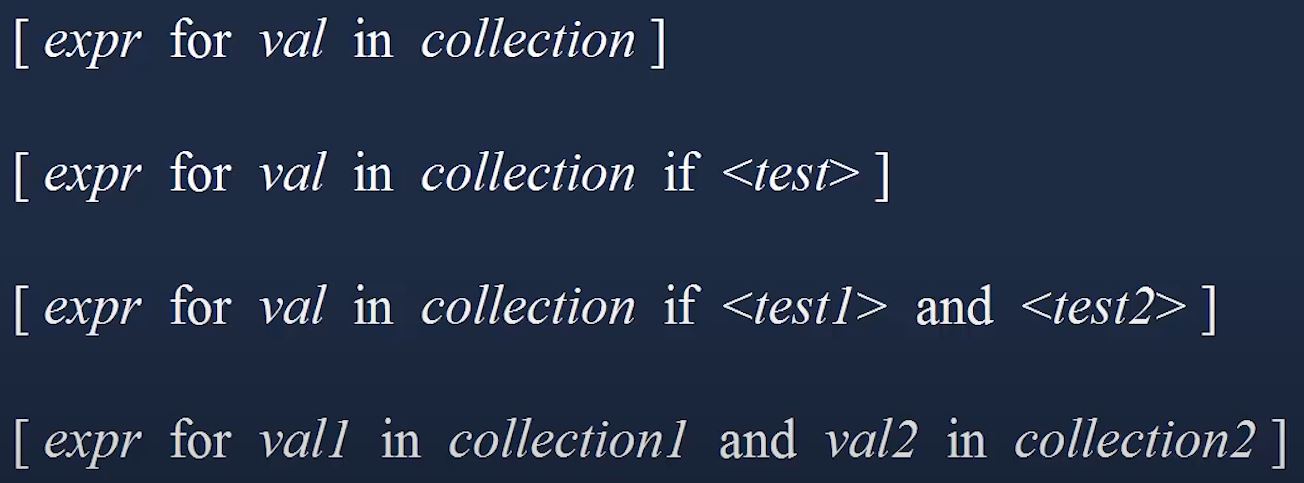 [ expr for val in collection ]
[ expr for val in collection if <test> ]
[ expr for val in collection if <test1> and <test2> ]
[ expr for val1 in collection1 and val2 in collection2 ]